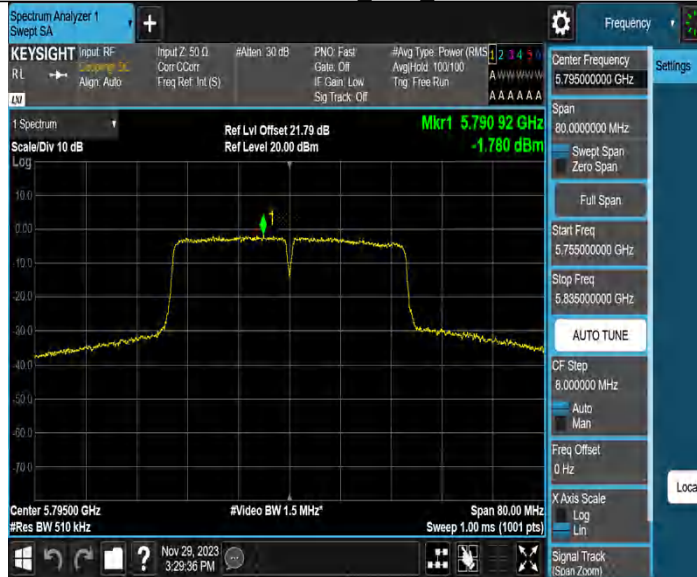 Spectrum Analyzer 1
Swept SA
+
Frequency
KEYSIGHT
RL
LXI
Input: RF
Coupling: DC
Align: Auto
Input Z: 50 Ω
Corr CCorr
Freq Ref: Int (S)
#Atten: 30 dB
PNO: Fast
Gate: Off
IF Gain: Low
Sig Track: Off
#Avg Type: Power (RMS
Avg|Hold: 100/100
Trig: Free Run
1 2 3 4 5 6
A W W W W W
A A A A A A
1 Spectrum
Scale/Div 10 dB
Ref Lvl Offset 21.79 dB
Ref Level 20.00 dBm
Mkr1 5.790 92 GHz
-1.780 dBm
Log
10.0
0.00
-10.0
-20.0
-30.0
-40.0
-50.0
-60.0
-70.0
1
Center 5.79500 GHz
#Res BW 510 kHz
#Video BW 1.5 MHz*
Span 80.00 MHz
Sweep 1.00 ms (1001 pts)
?
Nov 29, 2023
3:29:36 PM
Center Frequency
5.795000000 GHz
Settings
Span
80.0000000 MHz
Swept Span
Zero Span
Full Span
Start Freq
5.755000000 GHz
Stop Freq
5.835000000 GHz
AUTO TUNE
CF Step
8.000000 MHz
Auto
Man
Freq Offset
0 Hz
X Axis Scale
Log
Lin
Signal Track
(Span Zoom)
Loca